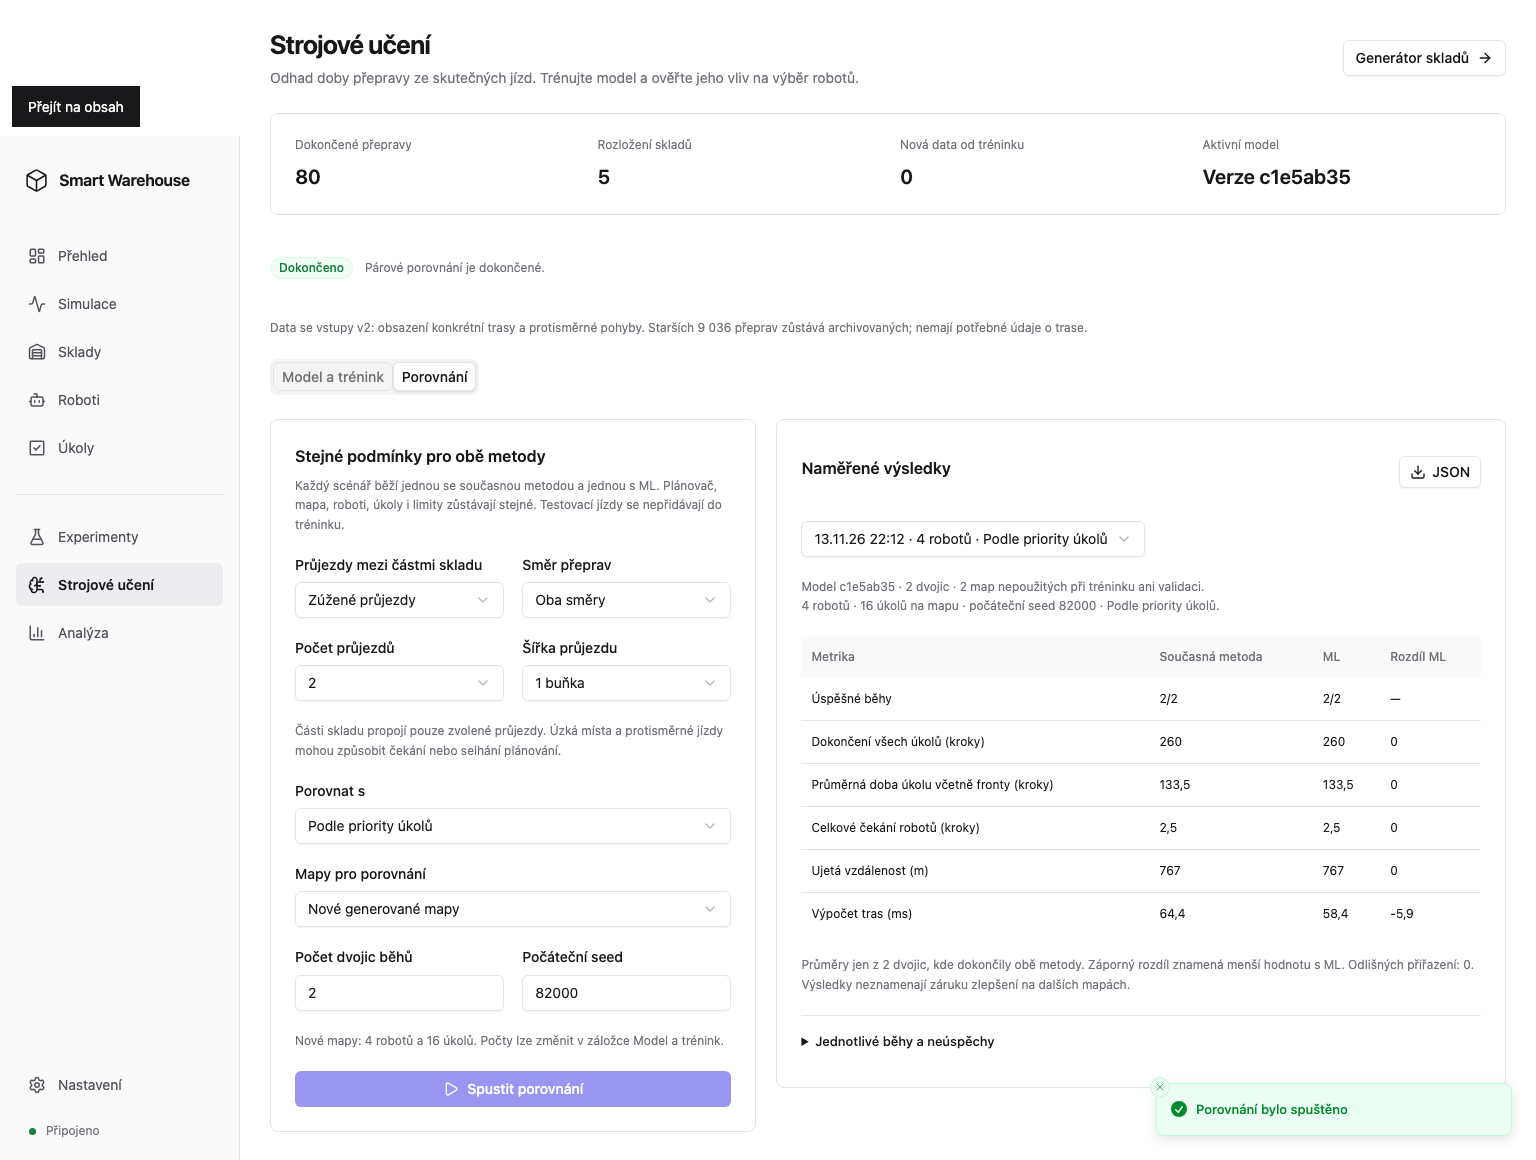 Přejít na obsah
Smart Warehouse
Přehled
Simulace
Sklady
Roboti
Úkoly
Experimenty
Strojové učení
Analýza
Nastavení
Připojeno
Strojové učení
Odhad doby přepravy ze skutečných jízd. Trénujte model a ověřte jeho vliv na výběr robotů.
Generátor skladů
Dokončené přepravy
80
Rozložení skladů
5
Nová data od tréninku
0
Aktivní model
Verze c1e5ab35
Dokončeno Párové porovnání je dokončené.
Data se vstupy v2: obsazení konkrétní trasy a protisměrné pohyby. Starších 9 036 přeprav zůstává archivovaných; nemají potřebné údaje o trase.
Model a trénink Porovnání
Stejné podmínky pro obě metody
Každý scénář běží jednou se současnou metodou a jednou s ML. Plánovač,
mapa, roboti, úkoly i limity zůstávají stejné. Testovací jízdy se nepřidávají do
tréninku.
Průjezdy mezi částmi skladu Směr přeprav
Zúžené průjezdy Oba směry
Počet průjezdů Šířka průjezdu
2 1 buňka
Části skladu propojí pouze zvolené průjezdy. Úzká místa a protisměrné jízdy
mohou způsobit čekání nebo selhání plánování.
Porovnat s
Podle priority úkolů
Mapy pro porovnání
Nové generované mapy
Počet dvojic běhů Počáteční seed
2 82000
Nové mapy: 4 robotů a 16 úkolů. Počty lze změnit v záložce Model a trénink.
Spustit porovnání
Naměřené výsledky
JSON
13.11.26 22:12 · 4 robotů · Podle priority úkolů
Model c1e5ab35 · 2 dvojic · 2 map nepoužitých při tréninku ani validaci.
4 robotů · 16 úkolů na mapu · počáteční seed 82000 · Podle priority úkolů.
Metrika Současná metoda ML Rozdíl ML
Úspěšné běhy 2/2 2/2 —
Dokončení všech úkolů (kroky) 260 260 0
Průměrná doba úkolu včetně fronty (kroky) 133,5 133,5 0
Celkové čekání robotů (kroky) 2,5 2,5 0
Ujetá vzdálenost (m) 767 767 0
Výpočet tras (ms) 64,4 58,4 -5,9
Průměry jen z 2 dvojic, kde dokončily obě metody. Záporný rozdíl znamená menší hodnotu s ML. Odlišných přiřazení: 0.
Výsledky neznamenají záruku zlepšení na dalších mapách.
Jednotlivé běhy a neúspěchy
Porovnání bylo spuštěno